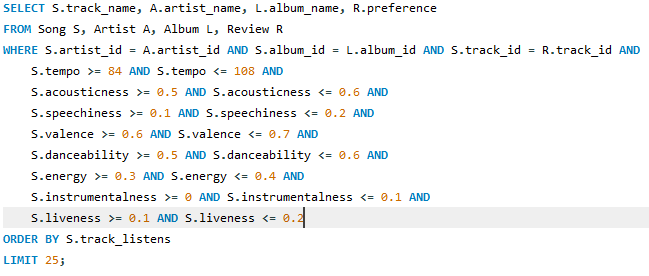 SELECT S.track_name, A.artist_name, L.album_name, R.preference
FROM Song S, Artist A, Album L, Review R
WHERE S.artist_id = A.artist_id AND S.album_id = L.album_id AND S.track_id = R.track_id AND
    S.tempo >= 84 AND S.tempo <= 108 AND
    S.acousticness >= 0.5 AND S.acousticness <= 0.6 AND
    S.speechiness >= 0.1 AND S.speechiness <= 0.2 AND
    S.valence >= 0.6 AND S.valence <= 0.7 AND
    S.danceability >= 0.5 AND S.danceability <= 0.6 AND
    S.energy >= 0.3 AND S.energy <= 0.4 AND
    S.instrumentalness >= 0 AND S.instrumentalness <= 0.1 AND
    S.liveness >= 0.1 AND S.liveness <= 0.2
ORDER BY S.track_listens
LIMIT 25;